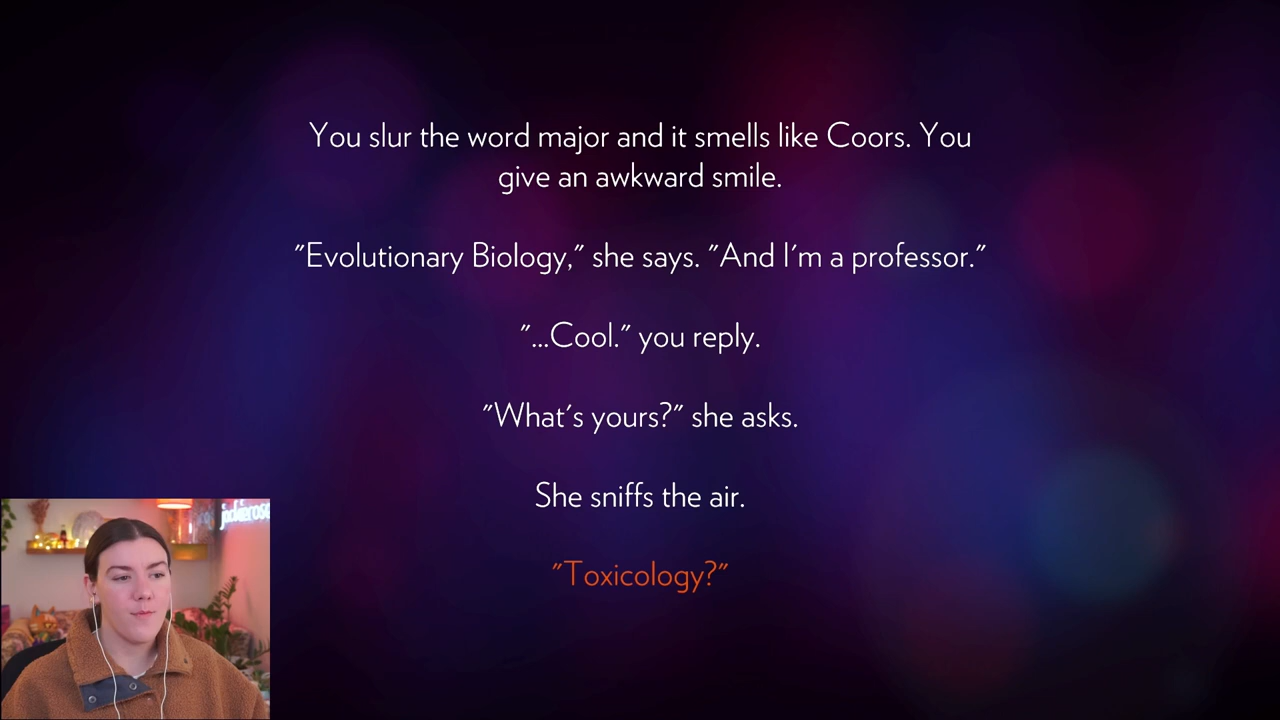 You slur the word major and it smells like Coors. You
give an awkward smile.
"Evolutionary Biology," she says. "And I'm a professor."
"...Cool." you reply.
"What's yours?" she asks.
She sniffs the air.
"Toxicology?"